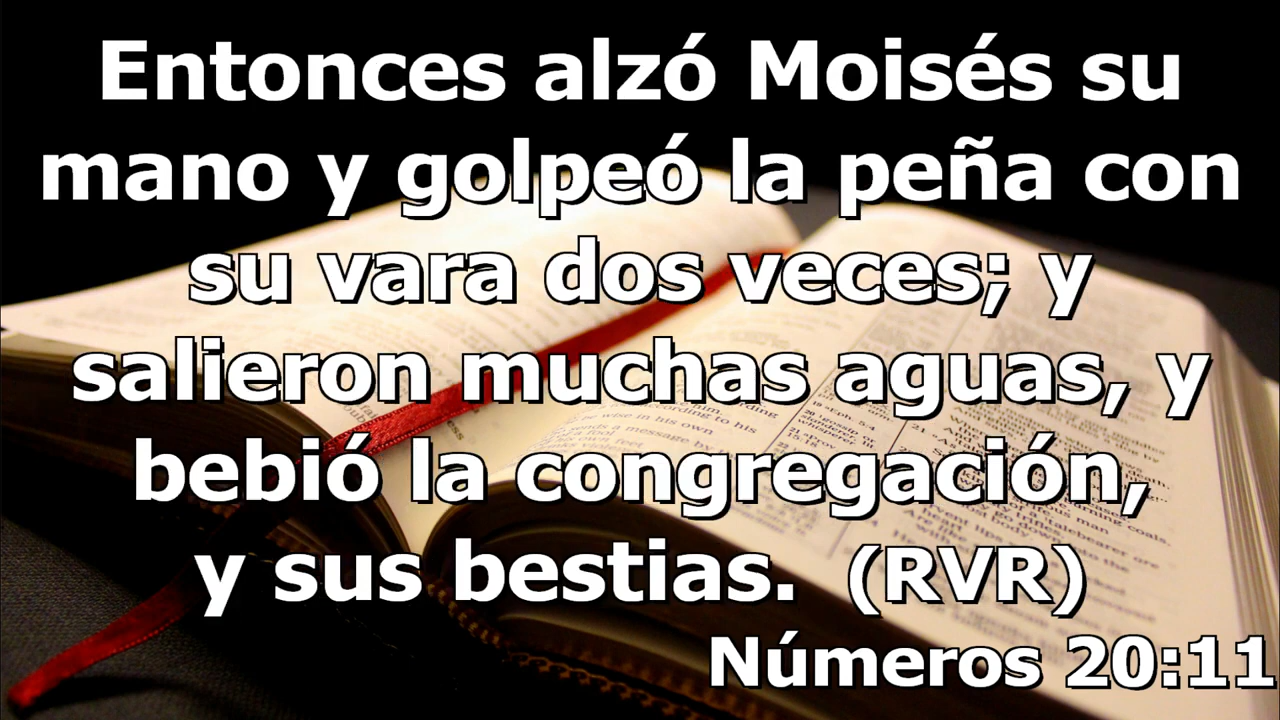 Entonces alzó Moisés su
mano y golpeó la peña con
su vara dos veces; y
salieron muchas aguas, y
bebió la congregación,
y sus bestias. (RVR)
Números 20:11